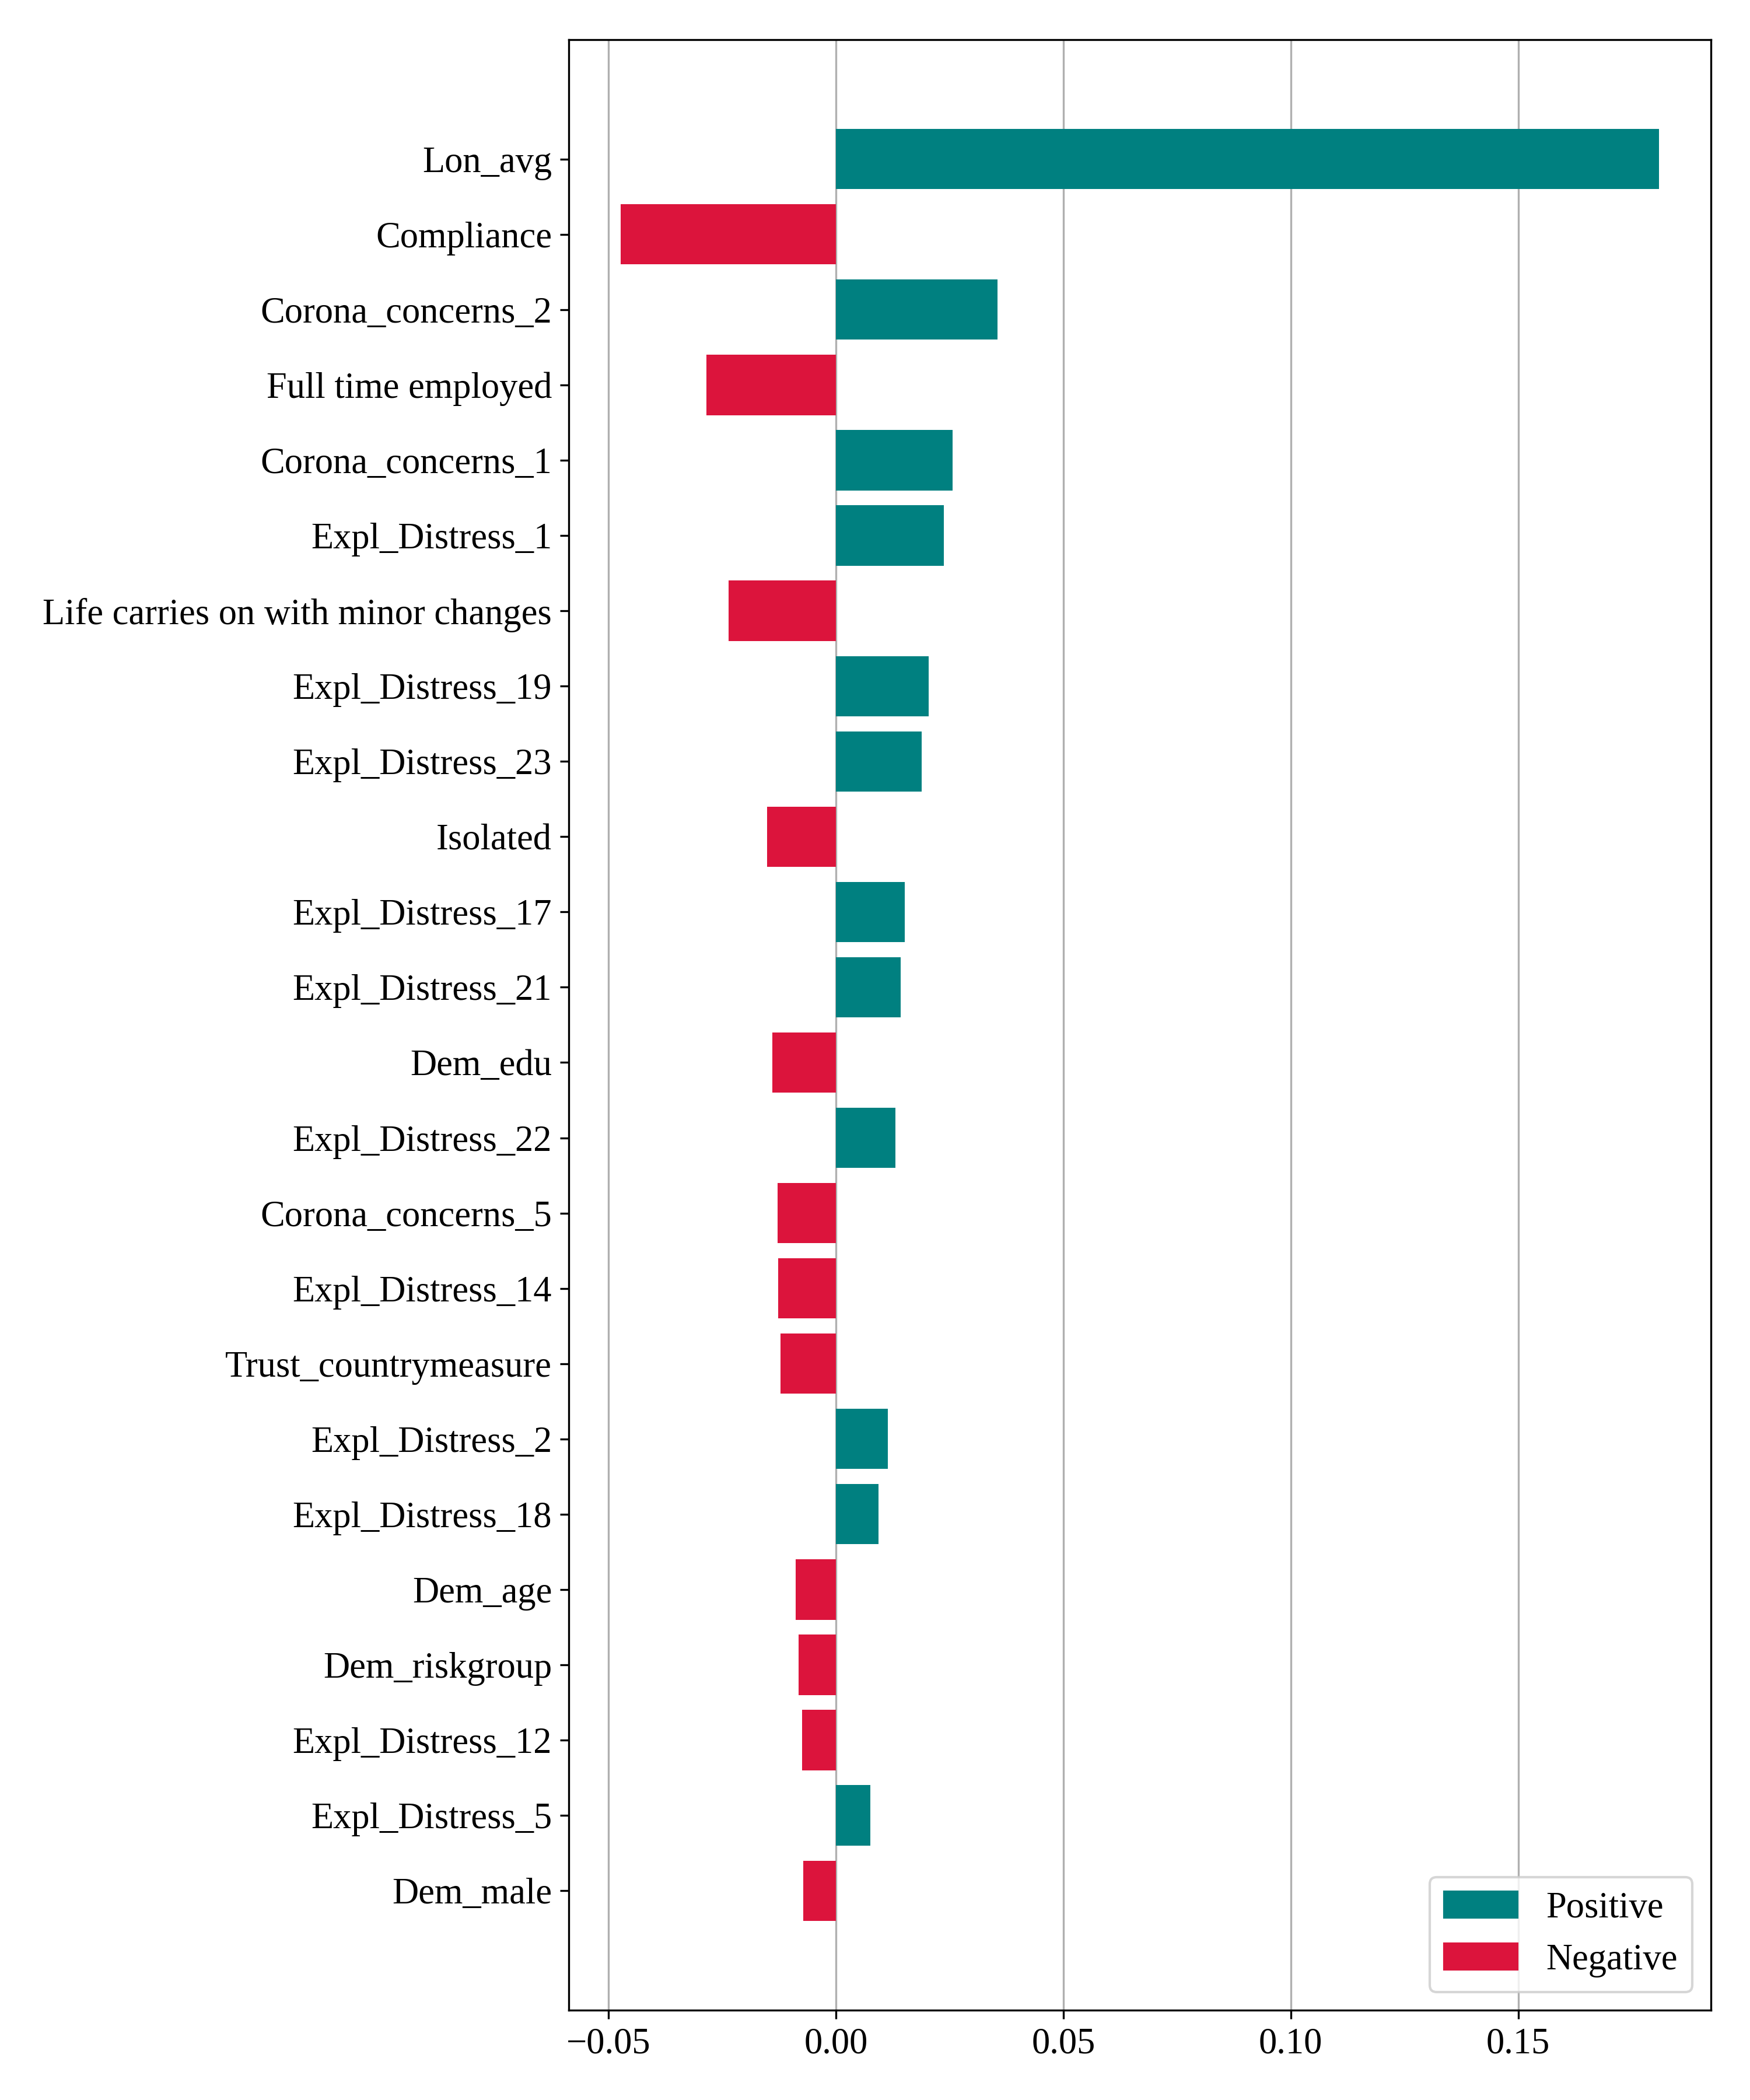 Lon_avg
Compliance
Corona_concerns_2
Full time employed
Corona_concerns_1
Expl_Distress_1
Life carries on with minor changes
Expl_Distress_19
Expl_Distress_23
Isolated
Expl_Distress_17
Expl_Distress_21
Dem_edu
Expl_Distress_22
Corona_concerns_5
Expl_Distress_14
Trust_countrymeasure
Expl_Distress_2
Expl_Distress_18
Dem_age
Dem_riskgroup
Expl_Distress_12
Expl_Distress_5
Dem_male
Positive
Negative
−0.05 0.00 0.05 0.10 0.15